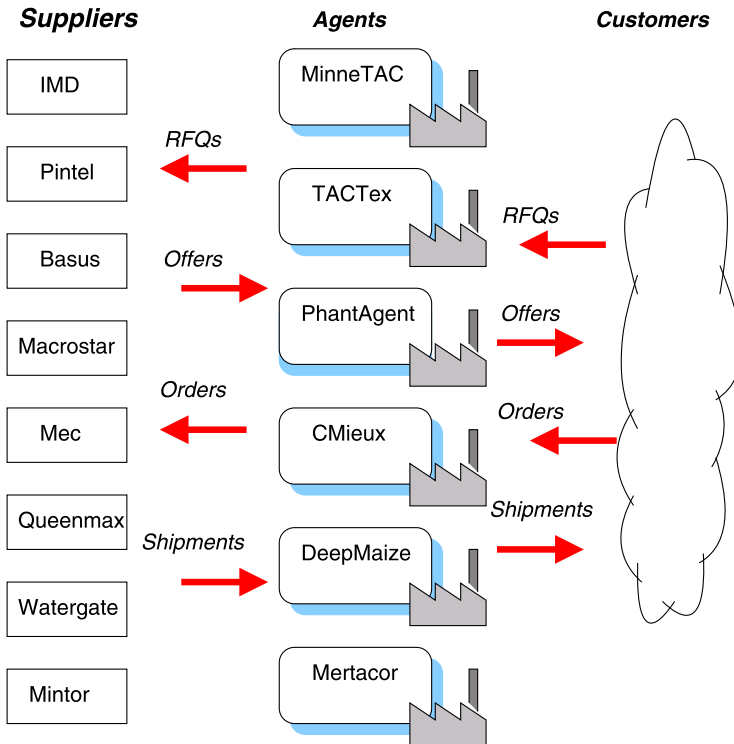 Suppliers
Agents
Customers
IMD
Pintel
Basus
Macrostar
Mec
Queenmax
Watergate
Mintor
RFQs
Offers
Orders
Shipments
MinneTAC
TACTex
PhantAgent
CMieux
DeepMaize
Mertacor
RFQs
Offers
Orders
Shipments